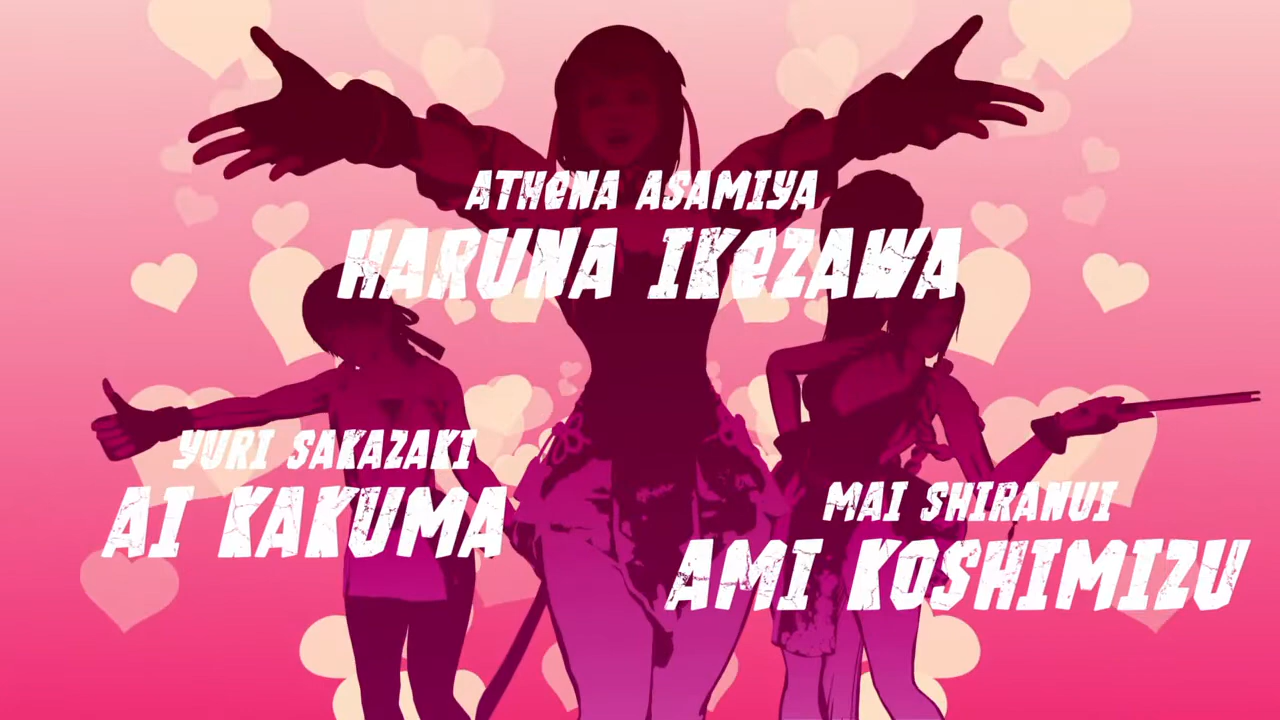 ATHENA ASAMIYA
HARUNA IKEZAWA
YURI SAKAZAKI
AI KAKUMA
MAI SHIRANUI
AMI KOSHIMIZU